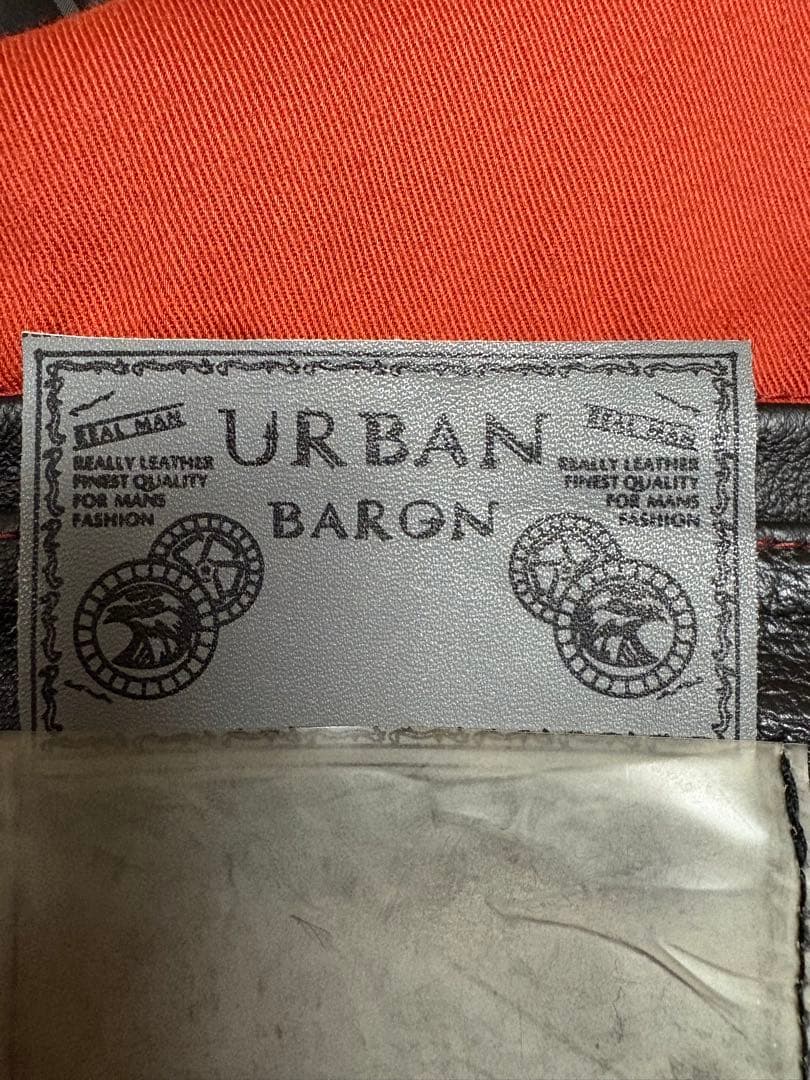 REAL MAN
REALLY LEATHER
FINEST QUALITY
FOR MANS
FASHION
URBAN
BARON
REAL MAN
REALLY LEATHER
FINEST QUALITY
FOR MANS
FASHION